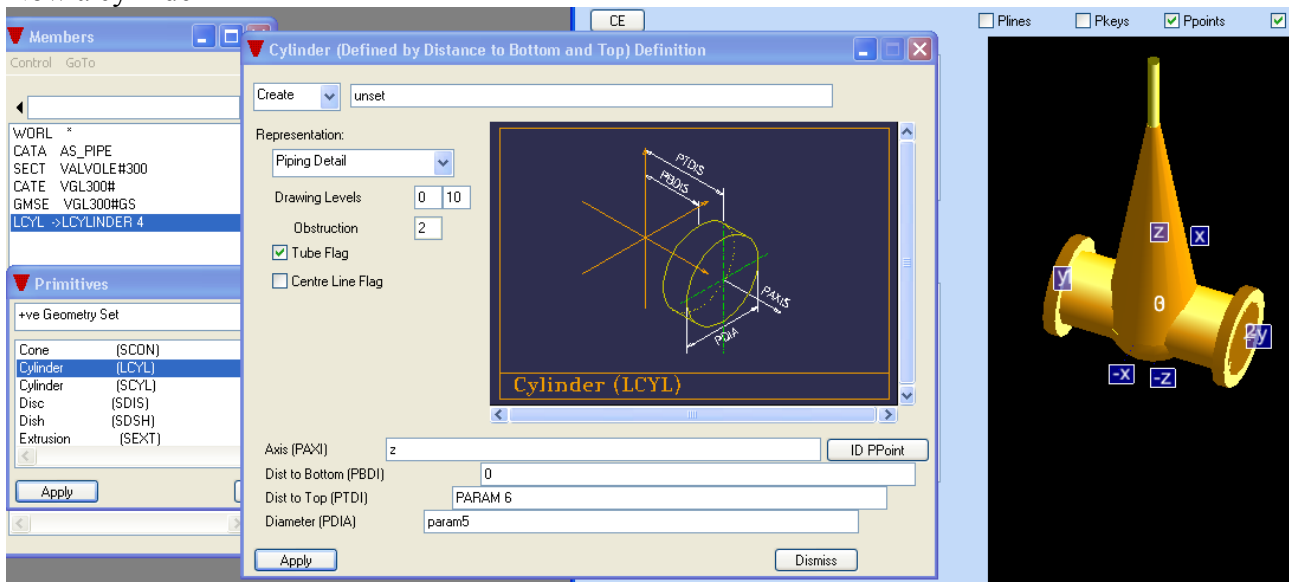 CE
Plines
Pkeys
Ppoints
Members
Control GoTo
WORL *
CATA AS_PIPE
SECT VALVOLE#300
CATE VGL300#
GMSE VGL300#GS
LCYL ->LCYLINDER 4
Primitives
+ve Geometry Set
Cone (SCON)
Cylinder (LCYL)
Cylinder (SCYL)
Disc (SDIS)
Dish (SDSH)
Extrusion (SEXT)
Apply
Cylinder (Defined by Distance to Bottom and Top) Definition
Create unset
Representation:
Piping Detail
Drawing Levels 0 10
Obstruction 2
Tube Flag
Centre Line Flag
PTDIS
PBDIS
PAXIS
PDIA
Cylinder (LCYL)
Axis (PAXI) z ID PPoint
Dist to Bottom (PBDI) 0
Dist to Top (PTDI) PARAM 6
Diameter (PDIA) param5
Apply Dismiss
Z X
Y
0
-X -Z